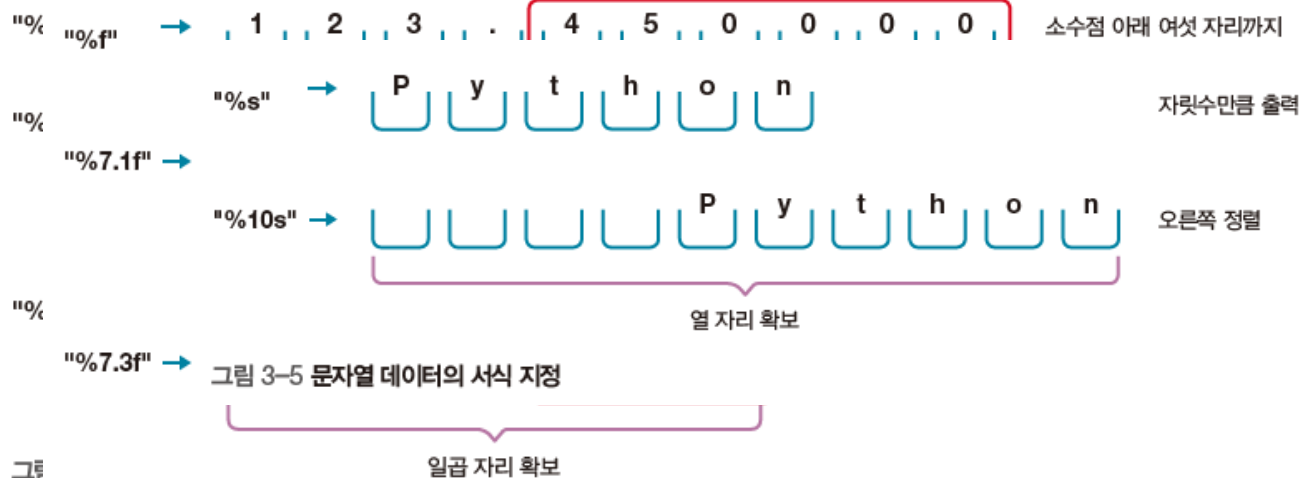 "%
"%f" → 1 2 3 . 4 5 0 0 0 0 소수점 아래 여섯 자리까지
"%s" → P y t h o n 자릿수만큼 출력
"%
"%7.1f" →
"%10s" → P y t h o n 오른쪽 정렬
열 자리 확보
"%
"%7.3f" →
그림 3–5 문자열 데이터의 서식 지정
일곱 자리 확보